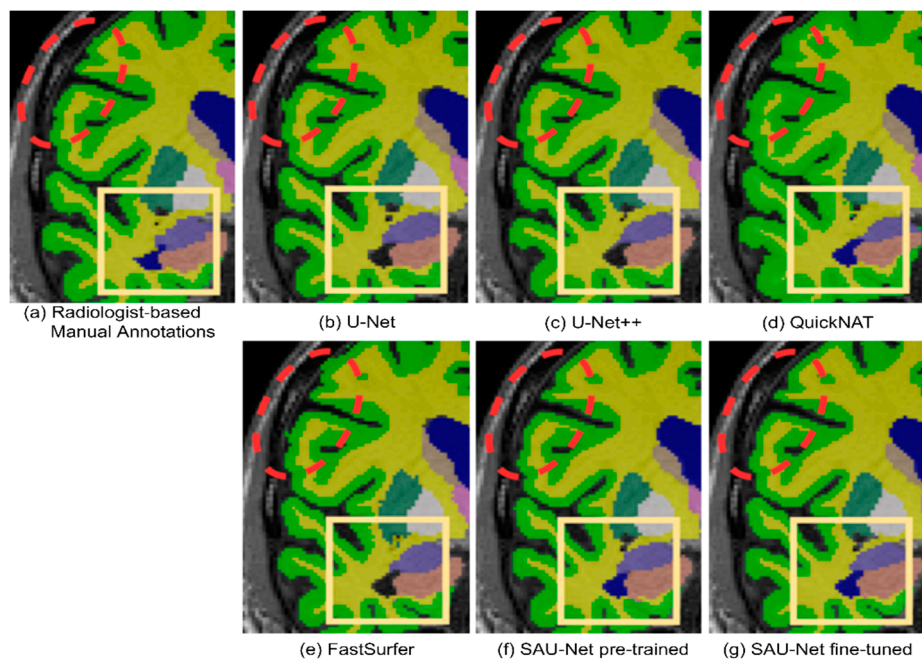 (a) Radiologist-based
Manual Annotations
(b) U-Net
(c) U-Net++
(d) QuickNAT
(e) FastSurfer
(f) SAU-Net pre-trained
(g) SAU-Net fine-tuned